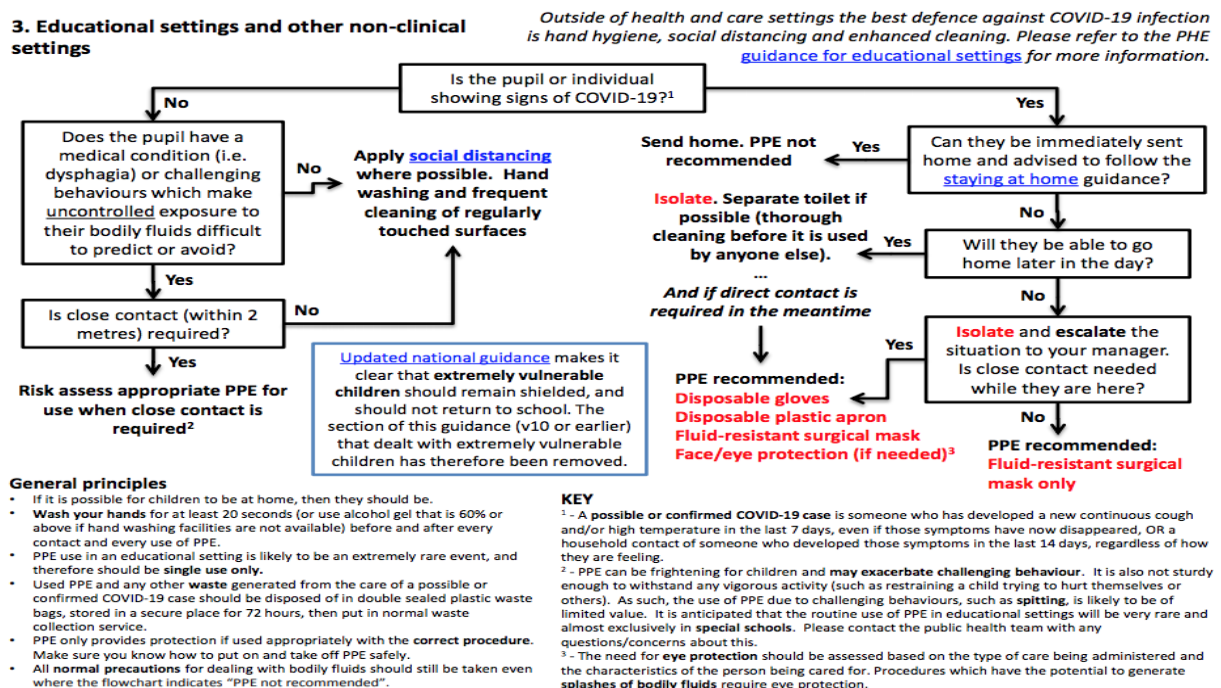 3. Educational settings and other non-clinical
settings
Outside of health and care settings the best defence against COVID-19 infection
is hand hygiene, social distancing and enhanced cleaning. Please refer to the PHE
guidance for educational settings for more information.
Is the pupil or individual
showing signs of COVID-19?¹
No
Yes
Does the pupil have a
medical condition (i.e.
dysphagia) or challenging
behaviours which make
uncontrolled exposure to
their bodily fluids difficult
to predict or avoid?
No
Apply social distancing
where possible. Hand
washing and frequent
cleaning of regularly
touched surfaces
Yes
Is close contact (within 2
metres) required?
No
Yes
Risk assess appropriate PPE for
use when close contact is
required²
Updated national guidance makes it
clear that extremely vulnerable
children should remain shielded, and
should not return to school. The
section of this guidance (v10 or earlier)
that dealt with extremely vulnerable
children has therefore been removed.
Can they be immediately sent
home and advised to follow the
staying at home guidance?
Yes
Send home. PPE not
recommended
No
Will they be able to go
home later in the day?
Yes
Isolate. Separate toilet if
possible (thorough
cleaning before it is used
by anyone else).
...
And if direct contact is
required in the meantime
No
Isolate and escalate the
situation to your manager.
Is close contact needed
while they are here?
Yes
PPE recommended:
Disposable gloves
Disposable plastic apron
Fluid-resistant surgical mask
Face/eye protection (if needed)³
No
PPE recommended:
Fluid-resistant surgical
mask only
General principles
• If it is possible for children to be at home, then they should be.
• Wash your hands for at least 20 seconds (or use alcohol gel that is 60% or
above if hand washing facilities are not available) before and after every
contact and every use of PPE.
• PPE use in an educational setting is likely to be an extremely rare event, and
therefore should be single use only.
• Used PPE and any other waste generated from the care of a possible or
confirmed COVID-19 case should be disposed of in double sealed plastic waste
bags, stored in a secure place for 72 hours, then put in normal waste
collection service.
• PPE only provides protection if used appropriately with the correct procedure.
Make sure you know how to put on and take off PPE safely.
• All normal precautions for dealing with bodily fluids should still be taken even
where the flowchart indicates “PPE not recommended”.
KEY
¹ - A possible or confirmed COVID-19 case is someone who has developed a new continuous cough
and/or high temperature in the last 7 days, even if those symptoms have now disappeared, OR a
household contact of someone who developed those symptoms in the last 14 days, regardless of how
they are feeling.
² - PPE can be frightening for children and may exacerbate challenging behaviour. It is also not sturdy
enough to withstand any vigorous activity (such as restraining a child trying to hurt themselves or
others). As such, the use of PPE due to challenging behaviours, such as spitting, is likely to be of
limited value. It is anticipated that the routine use of PPE in educational settings will be very rare and
almost exclusively in special schools. Please contact the public health team with any
questions/concerns about this.
³ - The need for eye protection should be assessed based on the type of care being administered and
the characteristics of the person being cared for. Procedures which have the potential to generate
splashes of bodily fluids require eye protection.